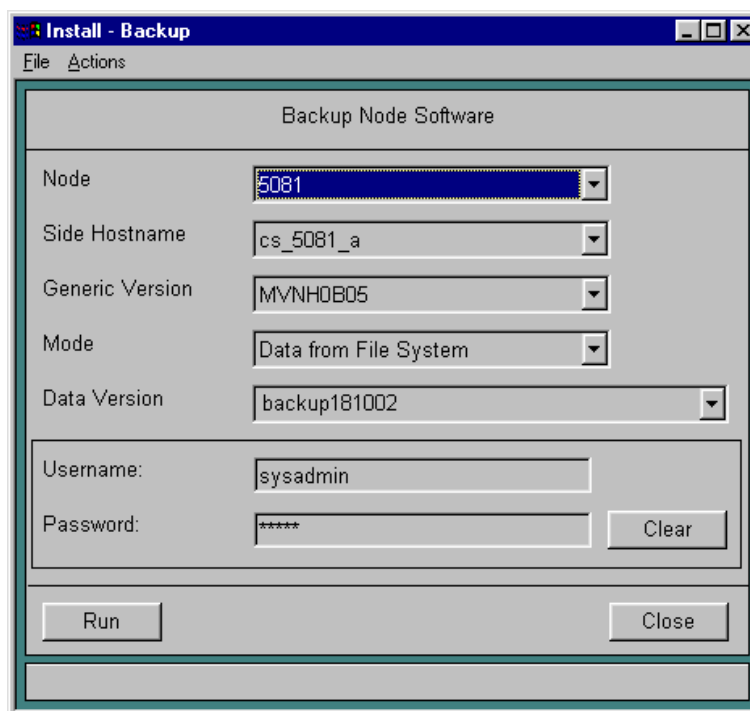 Install - Backup
File Actions
Backup Node Software
Node 5081
Side Hostname cs_5081_a
Generic Version MVNH0B05
Mode Data from File System
Data Version backup181002
Username: sysadmin
Password: *****
Clear
Run Close